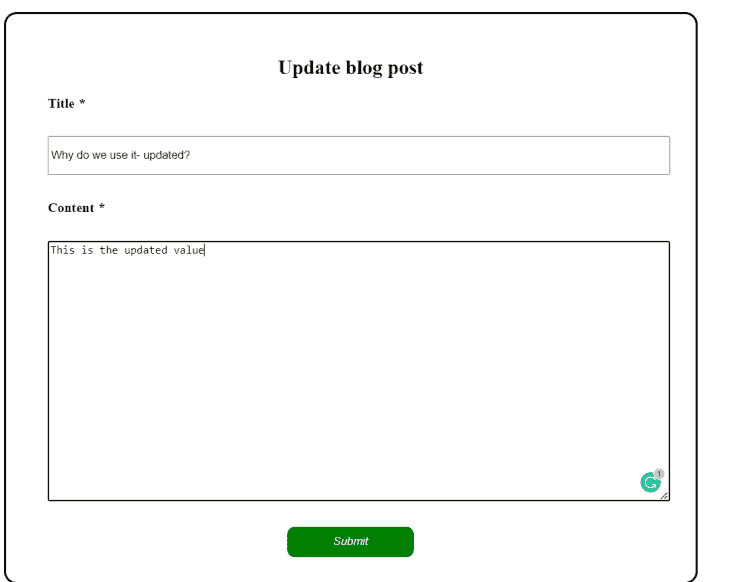 Update blog post
Title *
Why do we use it- updated?
Content *
This is the updated value
1
Submit